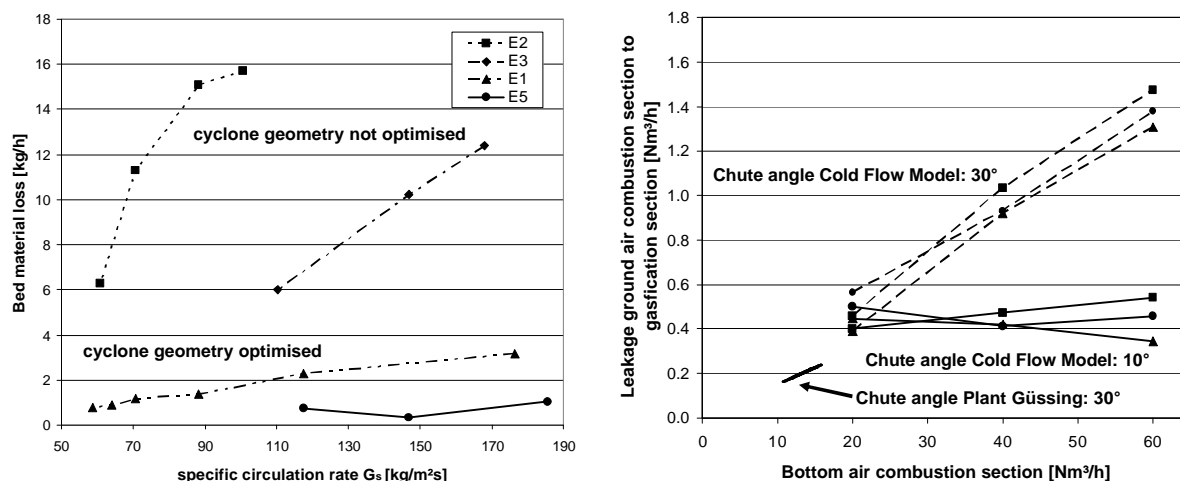 18
16
14
12
10
8
6
4
2
0
Bed material loss [kg/h]
E2
E3
E1
E5
cyclone geometry not optimised
cyclone geometry optimised
50
70
90
110
130
150
170
190
specific circulation rate Gs [kg/m²s]
1.8
1.6
1.4
1.2
1.0
0.8
0.6
0.4
0.2
0.0
Leakage ground air combustion section to
gasfication section [Nm³/h]
Chute angle Cold Flow Model: 30°
Chute angle Cold Flow Model: 10°
Chute angle Plant Güssing: 30°
0
10
20
30
40
50
60
Bottom air combustion section [Nm³/h]